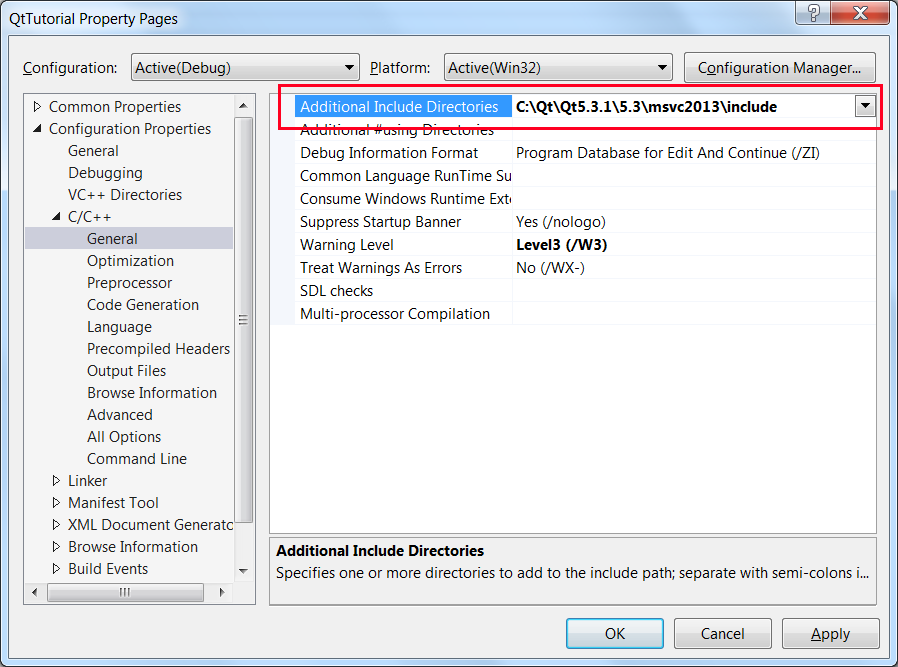 QtTutorial Property Pages
Configuration: Active(Debug) Platform: Active(Win32) Configuration Manager...
Common Properties
Configuration Properties
General
Debugging
VC++ Directories
C/C++
General
Optimization
Preprocessor
Code Generation
Language
Precompiled Headers
Output Files
Browse Information
Advanced
All Options
Command Line
Linker
Manifest Tool
XML Document Generato
Browse Information
Build Events
Additional Include Directories C:\Qt\Qt5.3.1\5.3\msvc2013\include
Additional #using Directories
Debug Information Format Program Database for Edit And Continue (/ZI)
Common Language RunTime Su
Consume Windows Runtime Exte
Suppress Startup Banner Yes (/nologo)
Warning Level Level3 (/W3)
Treat Warnings As Errors No (/WX-)
SDL checks
Multi-processor Compilation
Additional Include Directories
Specifies one or more directories to add to the include path; separate with semi-colons i...
OK Cancel Apply